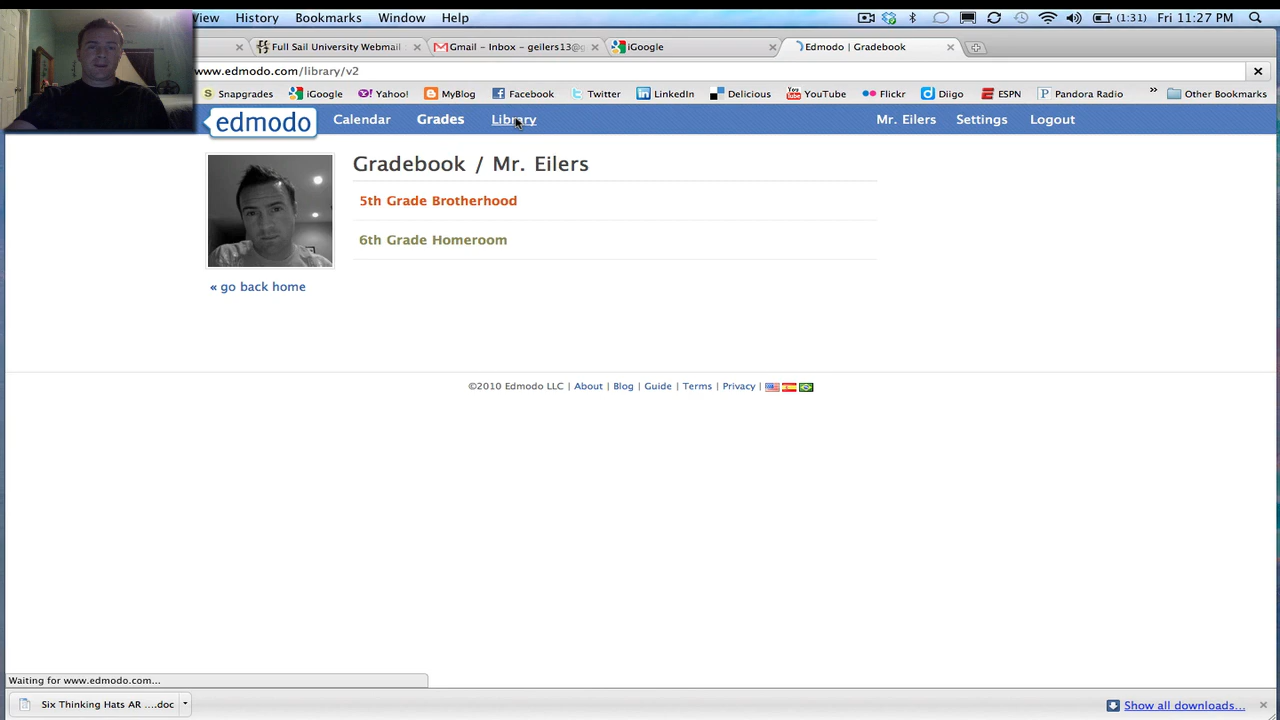 View History Bookmarks Window Help (1:31) Fri 11:27 PM
Full Sail University Webmail Gmail – Inbox – geilers13@g iGoogle Edmodo | Gradebook
www.edmodo.com/library/v2
S Snapgrades iGoogle Yahoo! MyBlog Facebook Twitter LinkedIn Delicious YouTube Flickr Diigo ESPN Pandora Radio » Other Bookmarks
edmodo Calendar Grades Library Mr. Eilers Settings Logout
Gradebook / Mr. Eilers
5th Grade Brotherhood
6th Grade Homeroom
« go back home
©2010 Edmodo LLC | About | Blog | Guide | Terms | Privacy |
Waiting for www.edmodo.com...
Six Thinking Hats AR ....doc Show all downloads...